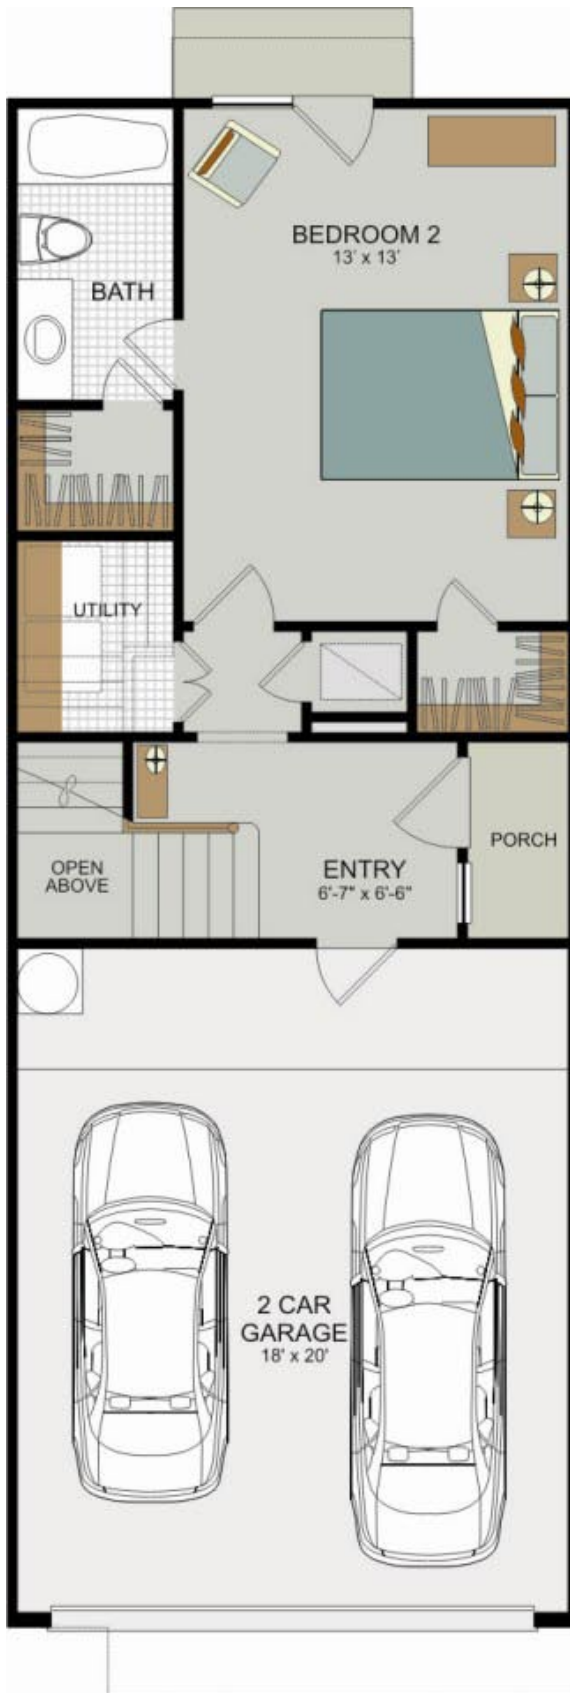 BEDROOM 2
13' x 13'
BATH
UTILITY
PORCH
OPEN
ABOVE
ENTRY
6'-7" x 6'-6"
2 CAR
GARAGE
18' x 20'